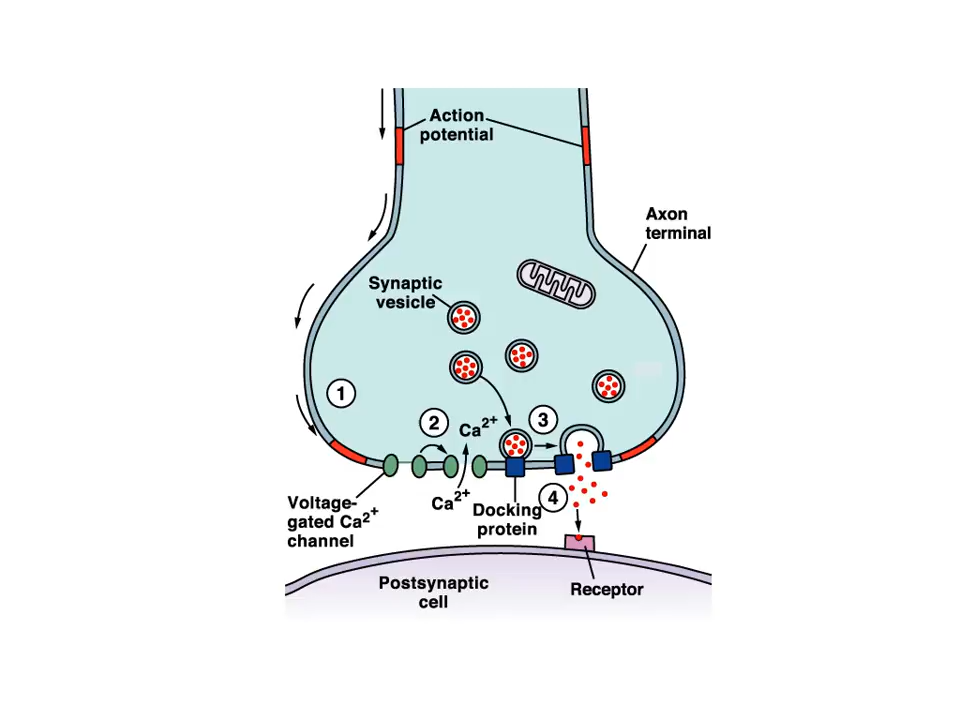 Action
potential
Axon
terminal
Synaptic
vesicle
1
2
Ca2+
3
Voltage-
gated Ca2+
channel
Ca2+
Docking
protein
4
Postsynaptic
cell
Receptor